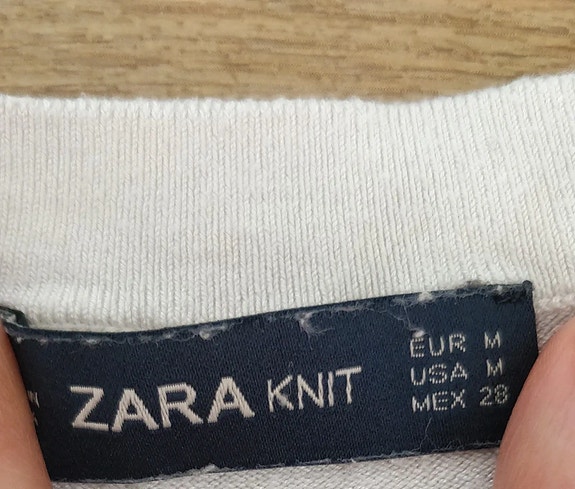 ZARA KNIT
EUR M
USA M
MEX 28